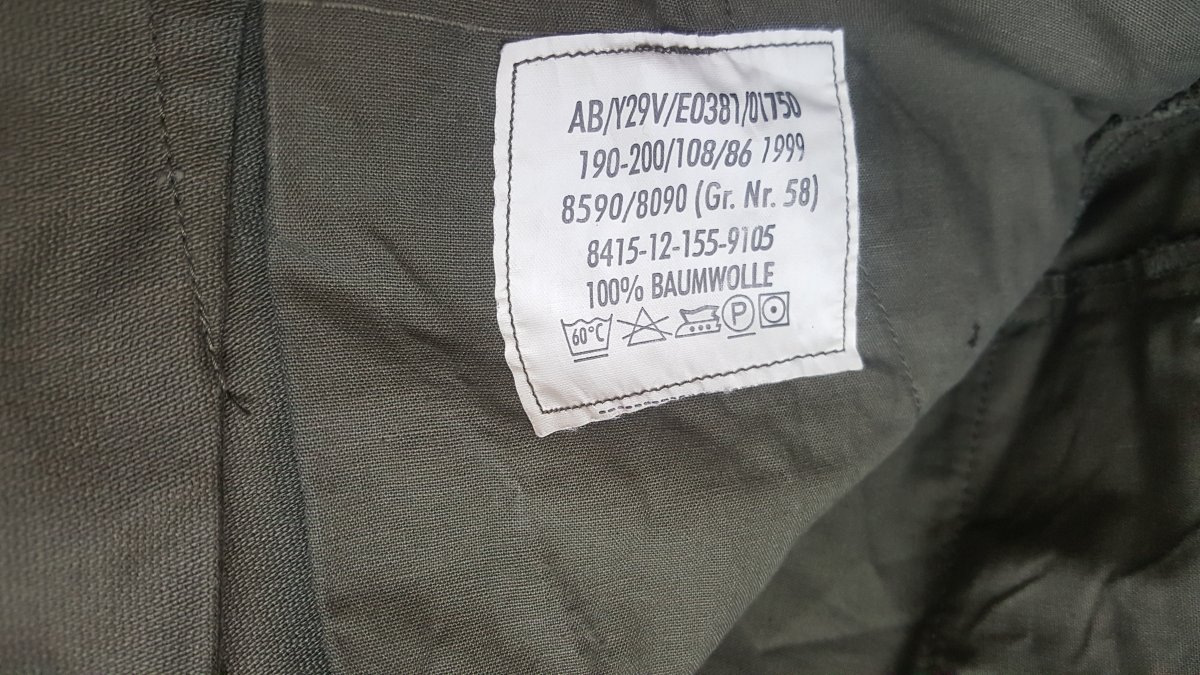 AB/Y29V/E0381/01750
190-200/108/86 1999
8590/8090 (Gr. Nr. 58)
8415-12-155-9105
100% BAUMWOLLE
60°C P